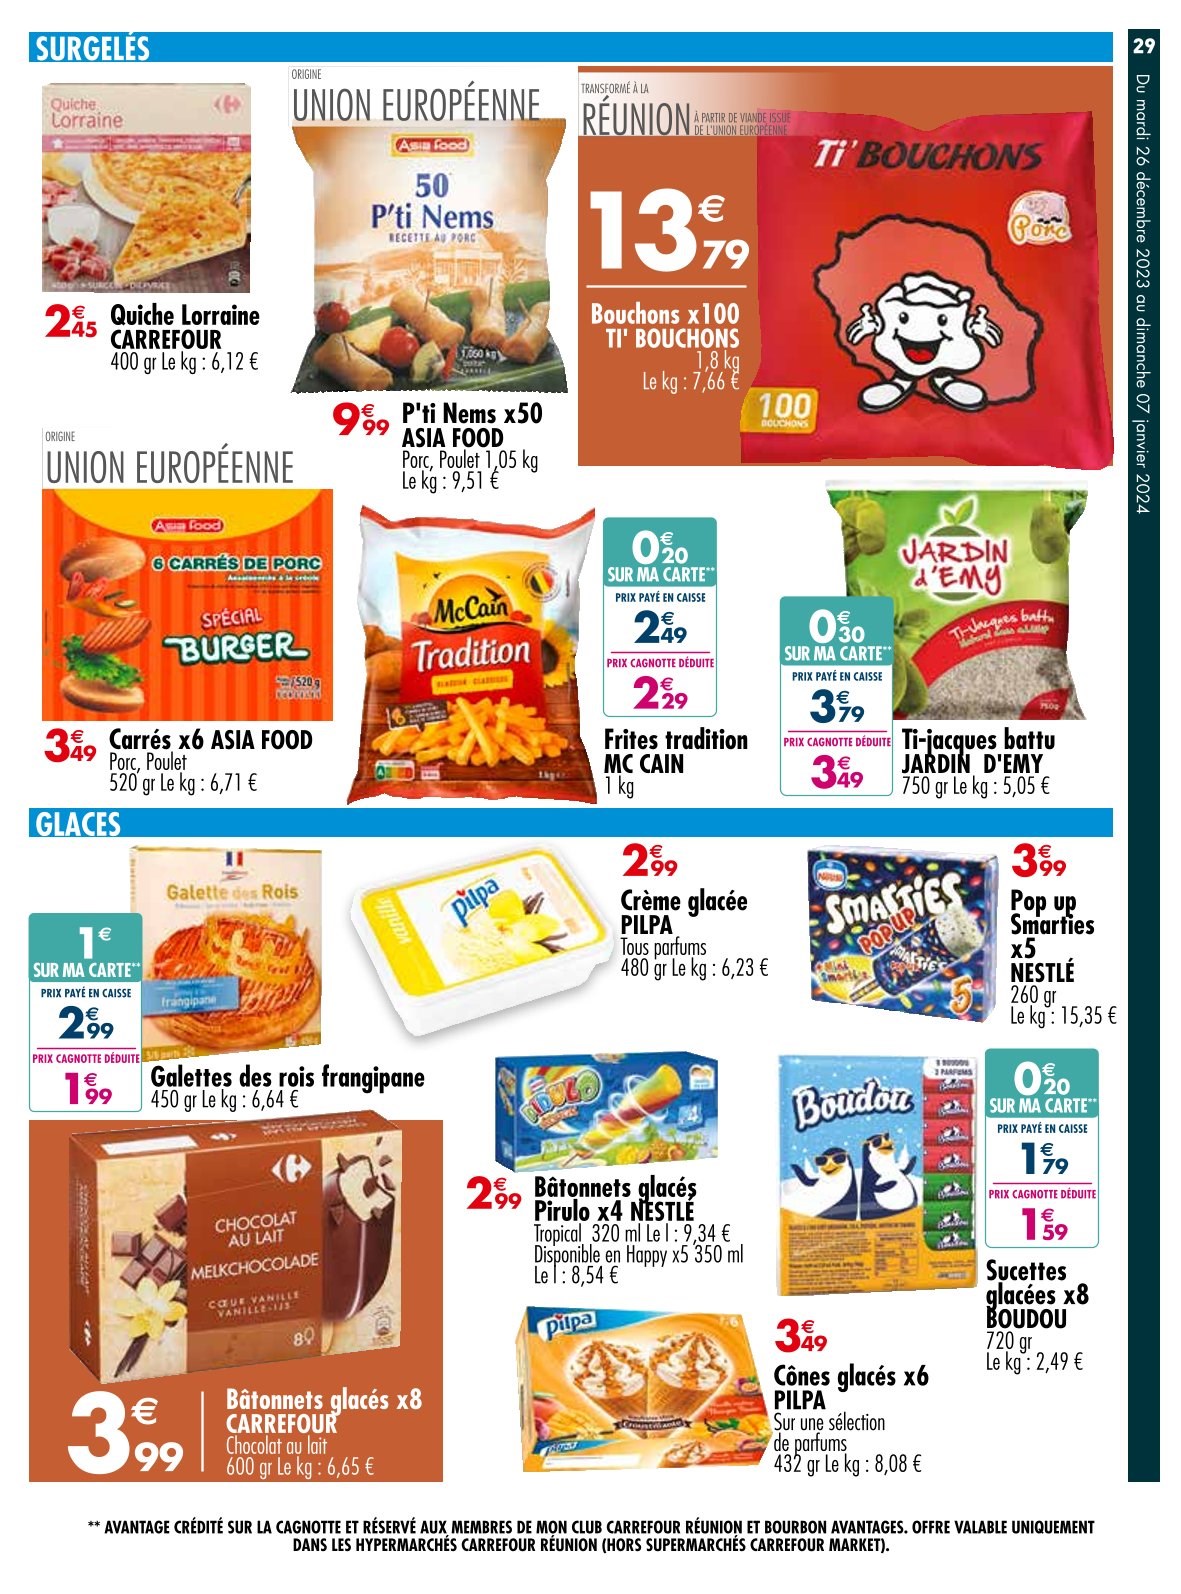 SURGELÉS
29
Du mardi 26 décembre 2023 au dimanche 07 janvier 2024
Quiche
Lorraine
2€45
Quiche Lorraine
CARREFOUR
400 gr Le kg : 6,12 €
ORIGINE
UNION EUROPÉENNE
Asia food
50
P'ti Nems
RECETTE AU PORC
1,050 kg
9€99
P'ti Nems x50
ASIA FOOD
Porc, Poulet 1,05 kg
Le kg : 9,51 €
TRANSFORMÉ À LA
RÉUNION
À PARTIR DE VIANDE ISSUE
DE L'UNION EUROPÉENNE
13€79
Bouchons x100
TI' BOUCHONS
1,8 kg
Le kg : 7,66 €
Ti'BOUCHONS
Porc
100
BOUCHONS
ORIGINE
UNION EUROPÉENNE
Asia food
6 CARRÉS DE PORC
Assaisonnés à la créole
SPÉCIAL
BURGER
520g
3€49
Carrés x6 ASIA FOOD
Porc, Poulet
520 gr Le kg : 6,71 €
McCain
Tradition
1kg
0€20
SUR MA CARTE**
PRIX PAYÉ EN CAISSE
2€49
PRIX CAGNOTTE DÉDUITE
2€29
Frites tradition
MC CAIN
1 kg
JARDIN
d'EMY
Ti-Jacques battu
750g
0€30
SUR MA CARTE**
PRIX PAYÉ EN CAISSE
3€79
PRIX CAGNOTTE DÉDUITE
3€49
Ti-jacques battu
JARDIN D'EMY
750 gr Le kg : 5,05 €
GLACES
Galette des Rois
frangipane
1€
SUR MA CARTE**
PRIX PAYÉ EN CAISSE
2€99
PRIX CAGNOTTE DÉDUITE
1€99
Galettes des rois frangipane
450 gr Le kg : 6,64 €
pilpa
vanille
2€99
Crème glacée
PILPA
Tous parfums
480 gr Le kg : 6,23 €
Nestlé
SMARTIES
POP UP
5
3€99
Pop up
Smarties
x5
NESTLÉ
260 gr
Le kg : 15,35 €
CHOCOLAT
AU LAIT
MELKCHOCOLADE
CŒUR VANILLE
VANILLE-IJS
8
3€99
Bâtonnets glacés x8
CARREFOUR
Chocolat au lait
600 gr Le kg : 6,65 €
PIRULO
x4
2€99
Bâtonnets glacés
Pirulo x4 NESTLÉ
Tropical 320 ml Le l : 9,34 €
Disponible en Happy x5 350 ml
Le l : 8,54 €
pilpa
Croustillante
3€49
Cônes glacés x6
PILPA
Sur une sélection
de parfums
432 gr Le kg : 8,08 €
Boudou
0€20
SUR MA CARTE**
PRIX PAYÉ EN CAISSE
1€79
PRIX CAGNOTTE DÉDUITE
1€59
Sucettes
glacées x8
BOUDOU
720 gr
Le kg : 2,49 €
** AVANTAGE CRÉDITÉ SUR LA CAGNOTTE ET RÉSERVÉ AUX MEMBRES DE MON CLUB CARREFOUR RÉUNION ET BOURBON AVANTAGES. OFFRE VALABLE UNIQUEMENT
DANS LES HYPERMARCHÉS CARREFOUR RÉUNION (HORS SUPERMARCHÉS CARREFOUR MARKET).